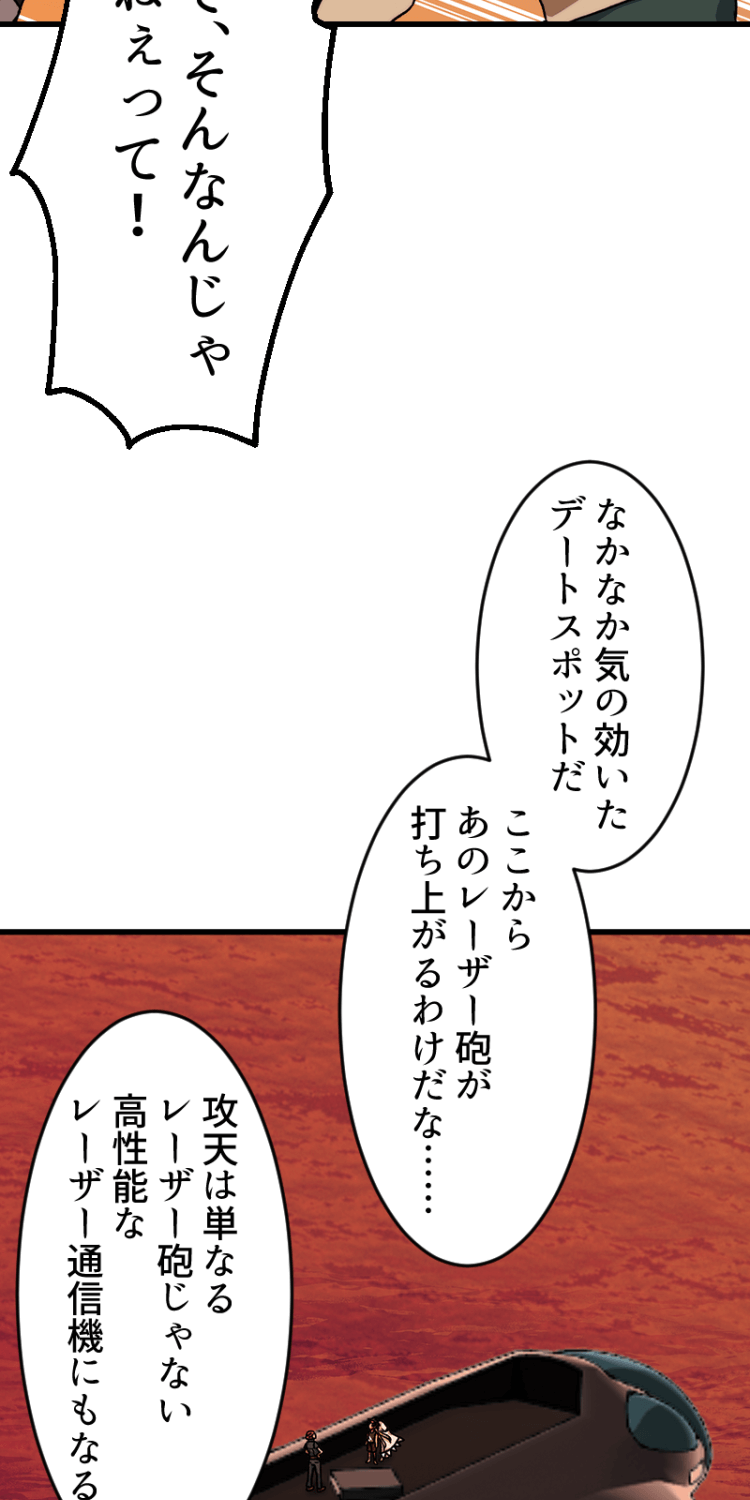 、そんなんじゃ
ねぇって！
なかなか気の効いた
デートスポットだ
ここから
あのレーザー砲が
打ち上がるわけだな……
攻天は単なる
レーザー砲じゃない
高性能な
レーザー通信機にもなる